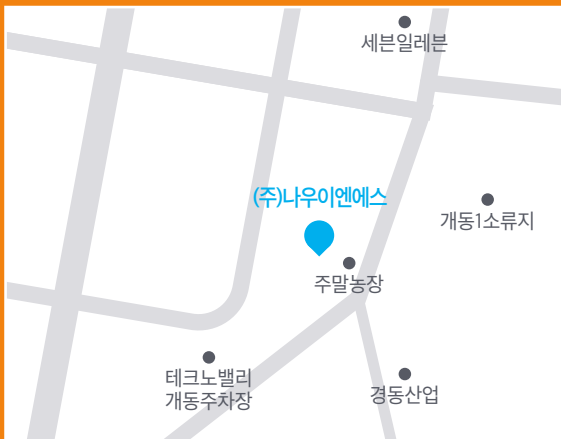 세븐일레븐
(주)나우이엔에스
개동1소류지
주말농장
테크노밸리
개동주차장
경동산업